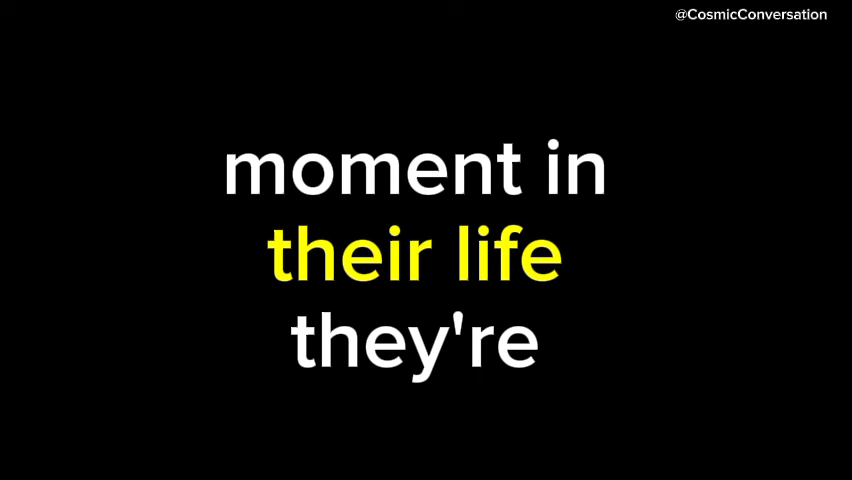 @CosmicConversation
moment in
their life
they're